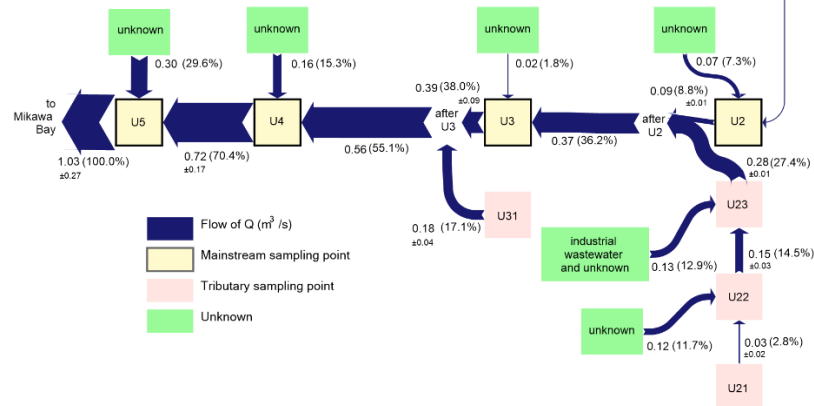 unknown
unknown
unknown
unknown
0.30 (29.6%)
0.16 (15.3%)
0.02 (1.8%)
0.07 (7.3%)
0.39 (38.0%)
±0.09
0.09 (8.8%)
±0.01
to
Mikawa
Bay
U5
U4
after
U3
U3
after
U2
U2
1.03 (100.0%)
±0.27
0.72 (70.4%)
±0.17
0.56 (55.1%)
0.37 (36.2%)
0.28 (27.4%)
±0.01
U31
0.18 (17.1%)
±0.04
U23
Flow of Q (m³ /s)
Mainstream sampling point
Tributary sampling point
Unknown
industrial
wastewater
and unknown
0.13 (12.9%)
0.15 (14.5%)
±0.03
U22
unknown
0.12 (11.7%)
0.03 (2.8%)
±0.02
U21